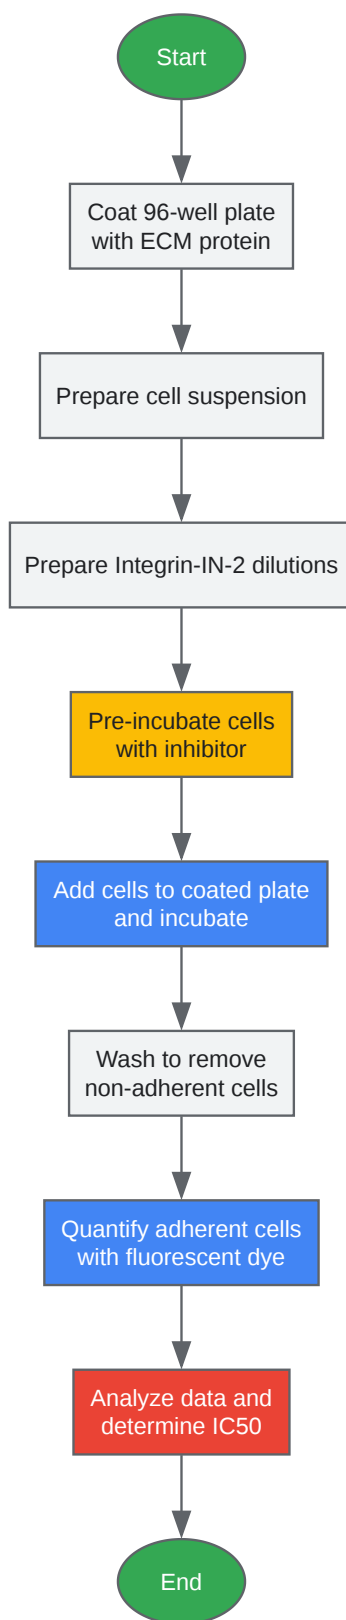 Start
Coat 96-well plate
with ECM protein
Prepare cell suspension
Prepare Integrin-IN-2 dilutions
Pre-incubate cells
with inhibitor
Add cells to coated plate
and incubate
Wash to remove
non-adherent cells
Quantify adherent cells
with fluorescent dye
Analyze data and
determine IC50
End